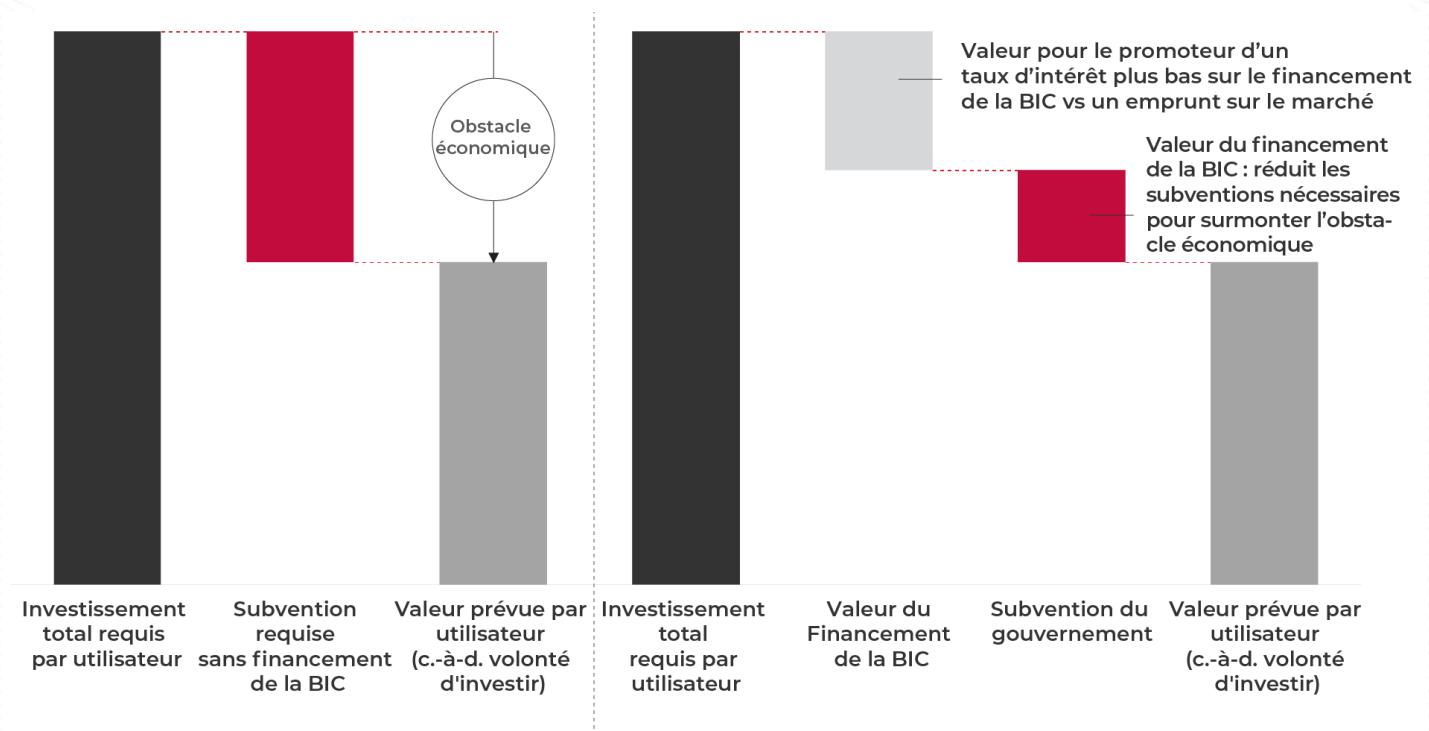 Obstacle
économique
Valeur pour le promoteur d’un
taux d’intérêt plus bas sur le financement
de la BIC vs un emprunt sur le marché
Valeur du financement
de la BIC : réduit les
subventions nécessaires
pour surmonter l’obsta-
cle économique
Investissement
total requis
par utilisateur
Subvention
requise
sans financement
de la BIC
Valeur prévue par
utilisateur
(c.-à-d. volonté
d'investir)
Investissement
total
requis par
utilisateur
Valeur du
Financement
de la BIC
Subvention du
gouvernement
Valeur prévue par
utilisateur
(c.-à-d. volonté
d'investir)